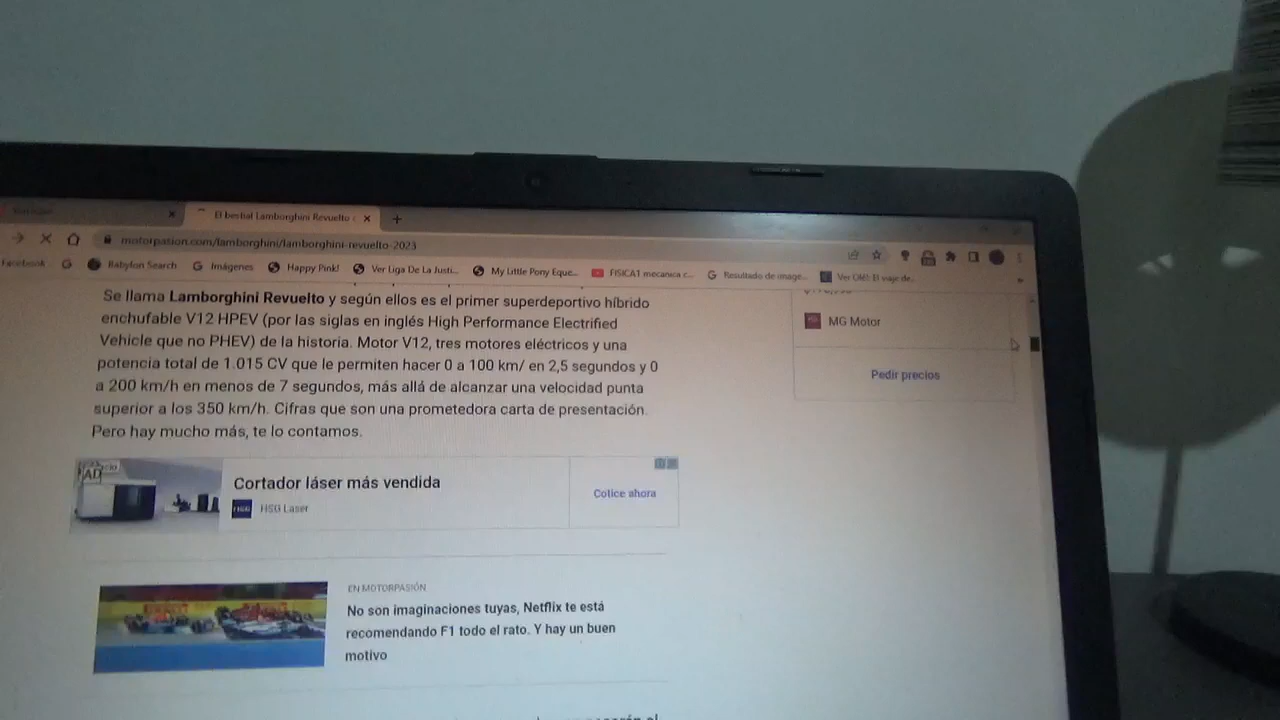 El bestial Lamborghini Revuelto
motorpasion.com/lamborghini/lamborghini-revuelto-2023
Facebook Babylon Search Imágenes Happy Pink! Ver Liga De La Justi... My Little Pony Eque... FISICA1 mecanica c... Resultado de image... Ver Olé! El viaje de...
Se llama Lamborghini Revuelto y según ellos es el primer superdeportivo híbrido
enchufable V12 HPEV (por las siglas en inglés High Performance Electrified
Vehicle que no PHEV) de la historia. Motor V12, tres motores eléctricos y una
potencia total de 1.015 CV que le permiten hacer 0 a 100 km/ en 2,5 segundos y 0
a 200 km/h en menos de 7 segundos, más allá de alcanzar una velocidad punta
superior a los 350 km/h. Cifras que son una prometedora carta de presentación.
Pero hay mucho más, te lo contamos.
MG Motor
Pedir precios
AD
Cortador láser más vendida
HSG Laser
Cotice ahora
EN MOTORPASIÓN
No son imaginaciones tuyas, Netflix te está
recomendando F1 todo el rato. Y hay un buen
motivo